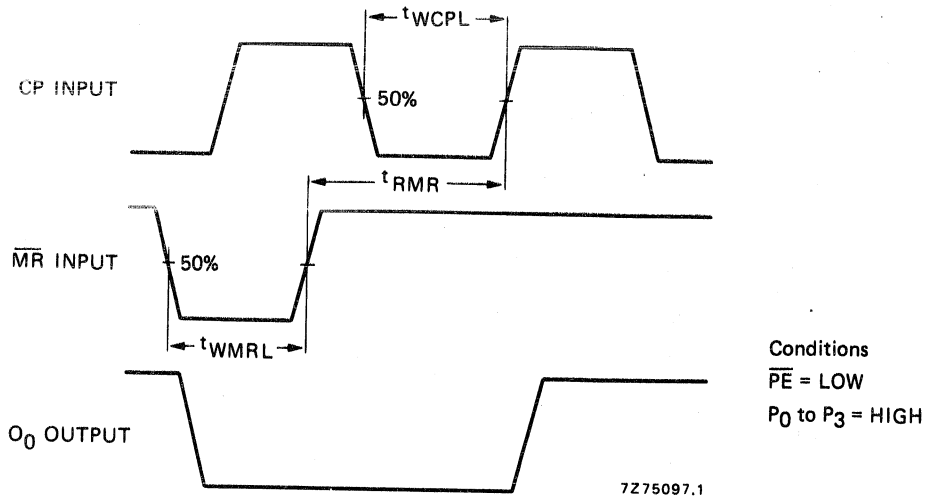 tWCPL
CP INPUT
50%
tRMR
MR INPUT
50%
tWMRL
O0 OUTPUT
Conditions
PE = LOW
P0 to P3 = HIGH
7Z75097.1